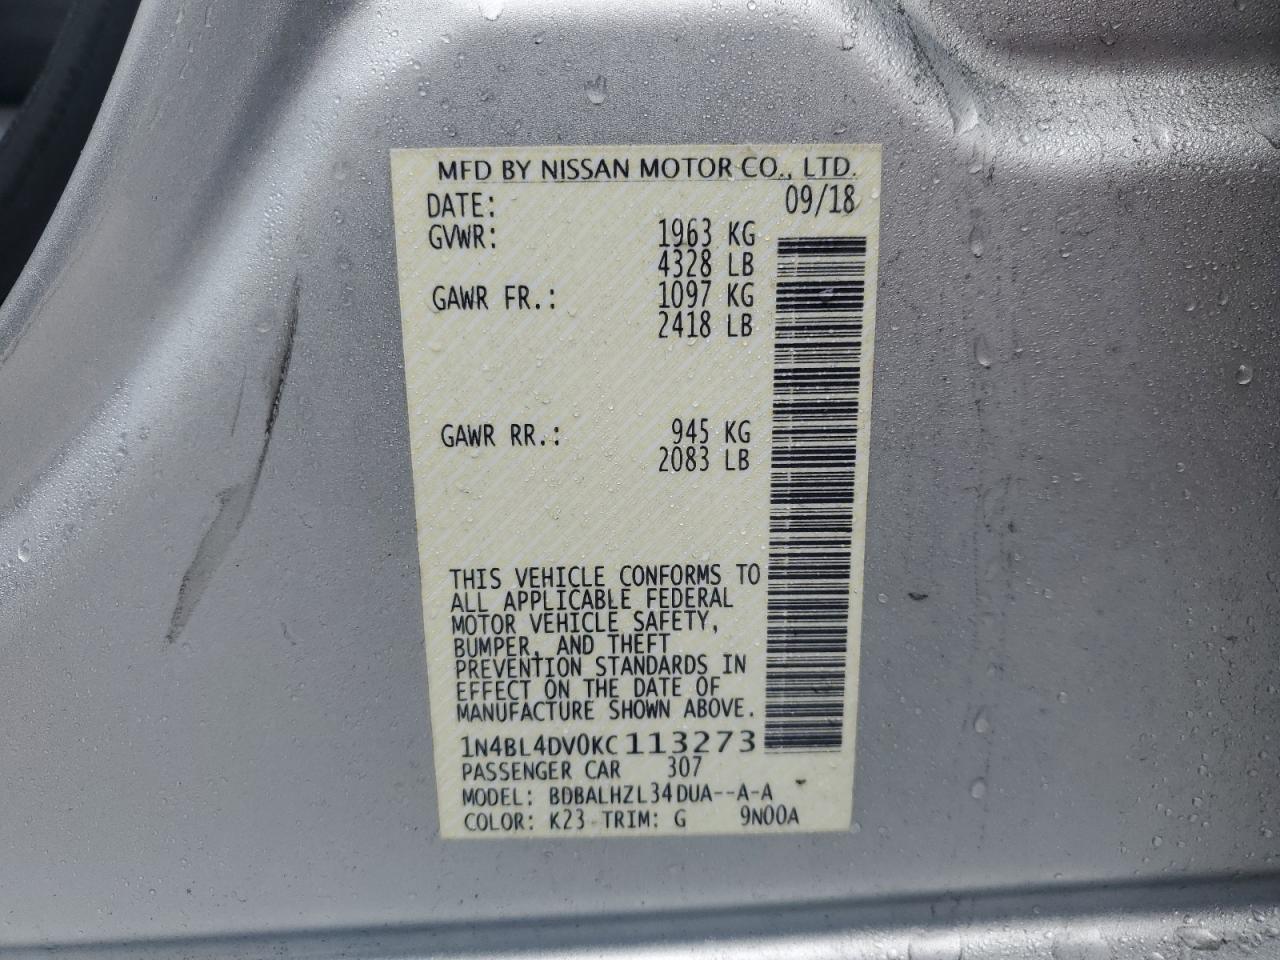 MFD BY NISSAN MOTOR CO., LTD.
DATE: 09/18
GVWR: 1963 KG
4328 LB
GAWR FR.: 1097 KG
2418 LB
GAWR RR.: 945 KG
2083 LB
THIS VEHICLE CONFORMS TO
ALL APPLICABLE FEDERAL
MOTOR VEHICLE SAFETY,
BUMPER, AND THEFT
PREVENTION STANDARDS IN
EFFECT ON THE DATE OF
MANUFACTURE SHOWN ABOVE.
1N4BL4DV0KC113273
PASSENGER CAR 307
MODEL: BDBALHZL34DUA--A-A
COLOR: K23 TRIM: G 9N00A